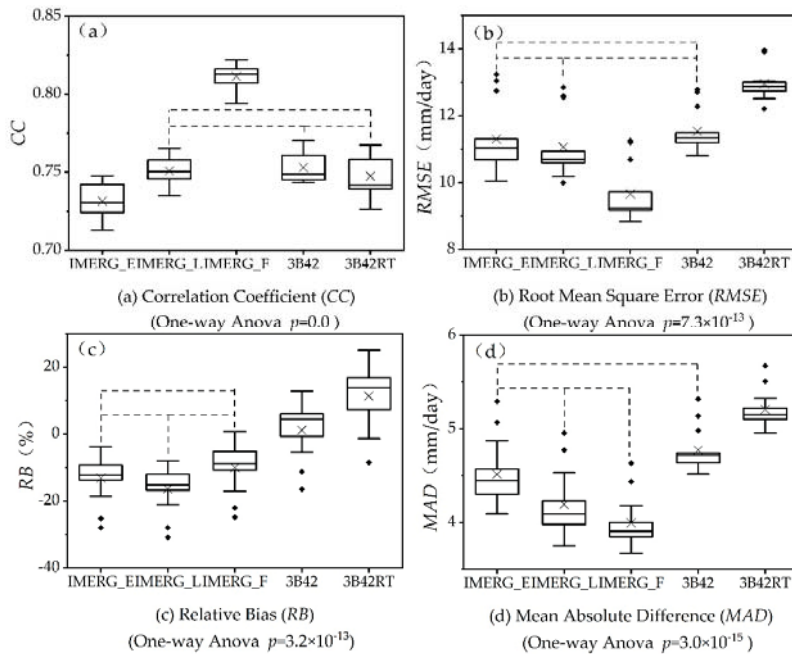 (a)
CC
0.85
0.80
0.75
0.70
IMERG_E IMERG_L IMERG_F 3B42 3B42RT
(a) Correlation Coefficient (CC)
(One-way Anova p=0.0 )
(b)
RMSE (mm/day)
14
12
10
8
IMERG_E IMERG_L IMERG_F 3B42 3B42RT
(b) Root Mean Square Error (RMSE)
(One-way Anova p=7.3×10-13)
(c)
RB (%)
20
0
-20
-40
IMERG_E IMERG_L IMERG_F 3B42 3B42RT
(c) Relative Bias (RB)
(One-way Anova p=3.2×10-13)
(d)
MAD (mm/day)
6
5
4
IMERG_E IMERG_L IMERG_F 3B42 3B42RT
(d) Mean Absolute Difference (MAD)
(One-way Anova p=3.0×10-15)